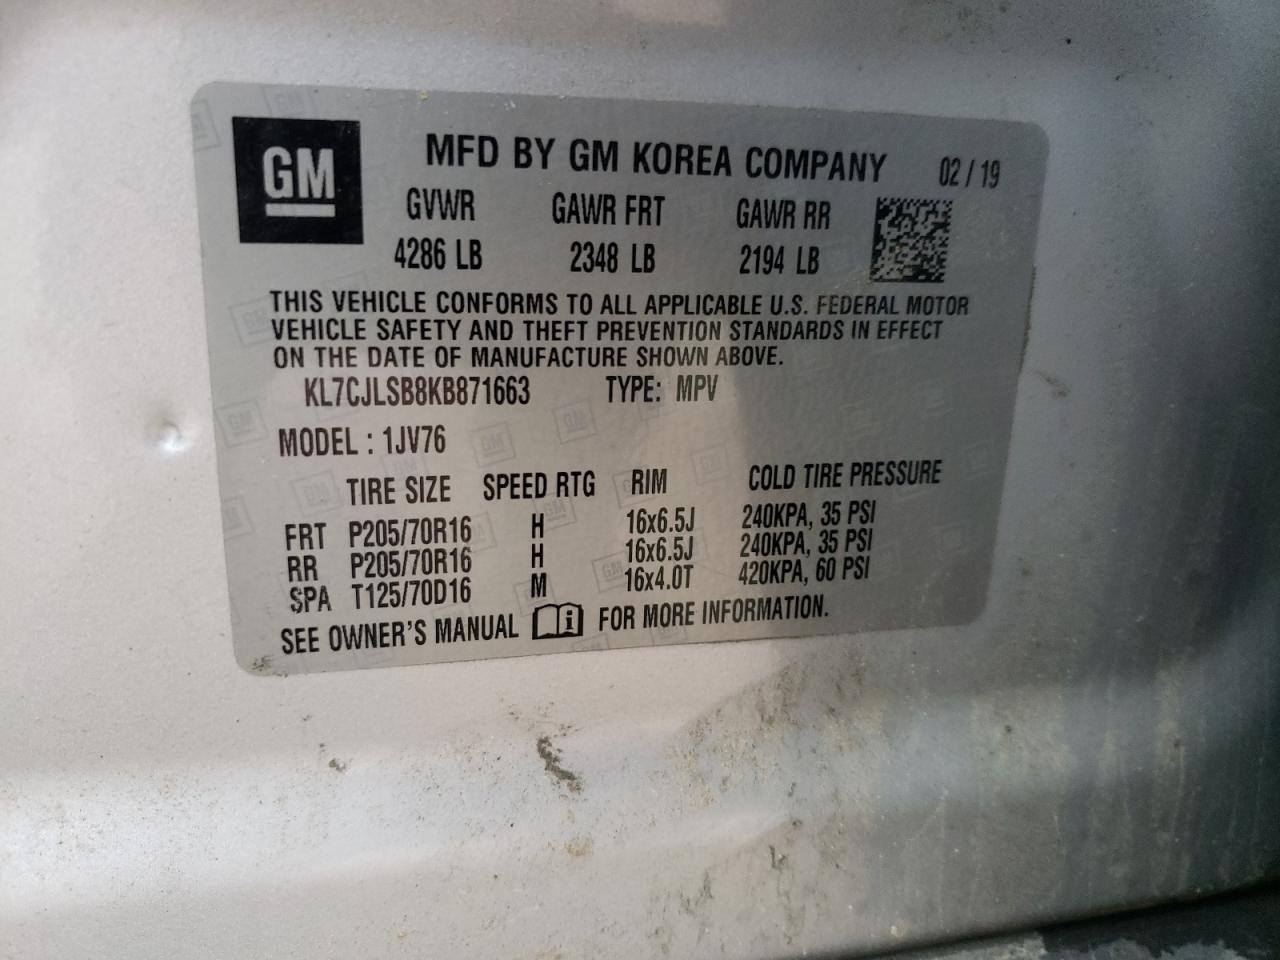 GM
MFD BY GM KOREA COMPANY 02 / 19
GVWR GAWR FRT GAWR RR
4286 LB 2348 LB 2194 LB
THIS VEHICLE CONFORMS TO ALL APPLICABLE U.S. FEDERAL MOTOR
VEHICLE SAFETY AND THEFT PREVENTION STANDARDS IN EFFECT
ON THE DATE OF MANUFACTURE SHOWN ABOVE.
KL7CJLSB8KB871663 TYPE: MPV
MODEL : 1JV76
TIRE SIZE SPEED RTG RIM COLD TIRE PRESSURE
FRT P205/70R16 H 16x6.5J 240KPA, 35 PSI
RR P205/70R16 H 16x6.5J 240KPA, 35 PSI
SPA T125/70D16 M 16x4.0T 420KPA, 60 PSI
SEE OWNER'S MANUAL i FOR MORE INFORMATION.